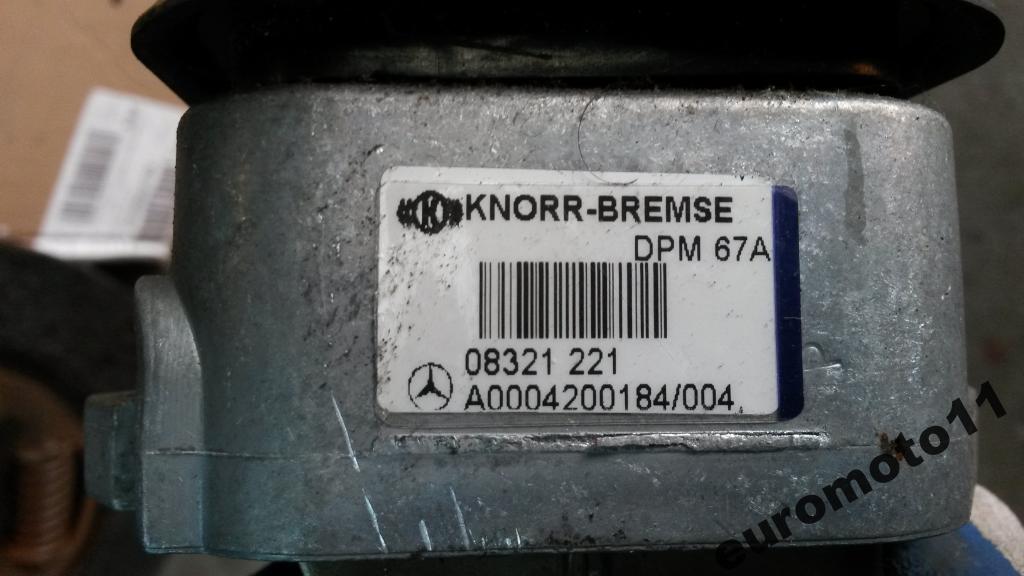 KNORR-BREMSE
DPM 67A
08321 221
A0004200184/004
euromoto11